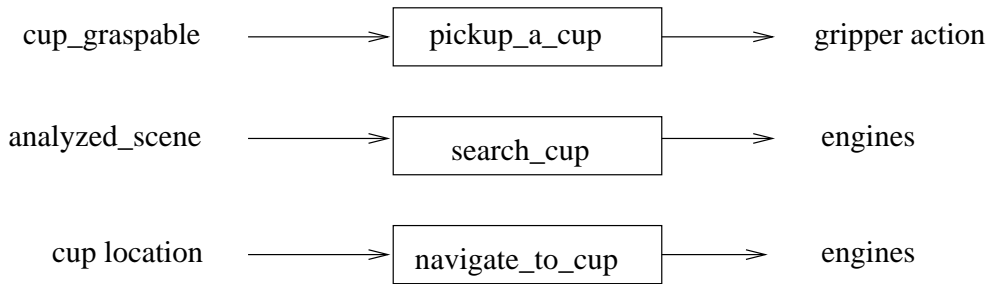 cup_graspable pickup_a_cup gripper action
analyzed_scene search_cup engines
cup location navigate_to_cup engines